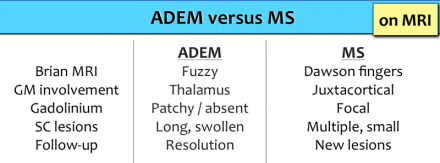 ADEM versus MS
on MRI
ADEM MS
Brian MRI Fuzzy Dawson fingers
GM involvement Thalamus Juxtacortical
Gadolinium Patchy / absent Focal
SC lesions Long, swollen Multiple, small
Follow-up Resolution New lesions